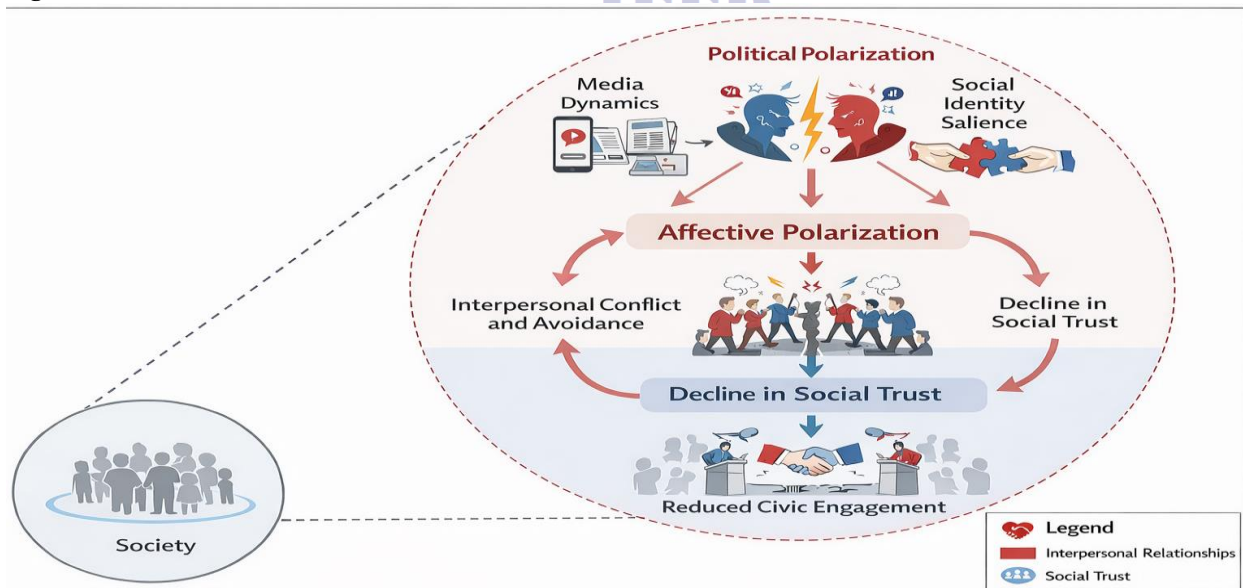 Political Polarization
Media
Dynamics
Social
Identity
Salience
Affective Polarization
Interpersonal Conflict
and Avoidance
Decline in
Social Trust
Decline in Social Trust
Reduced Civic Engagement
Society
Legend
Interpersonal Relationships
Social Trust